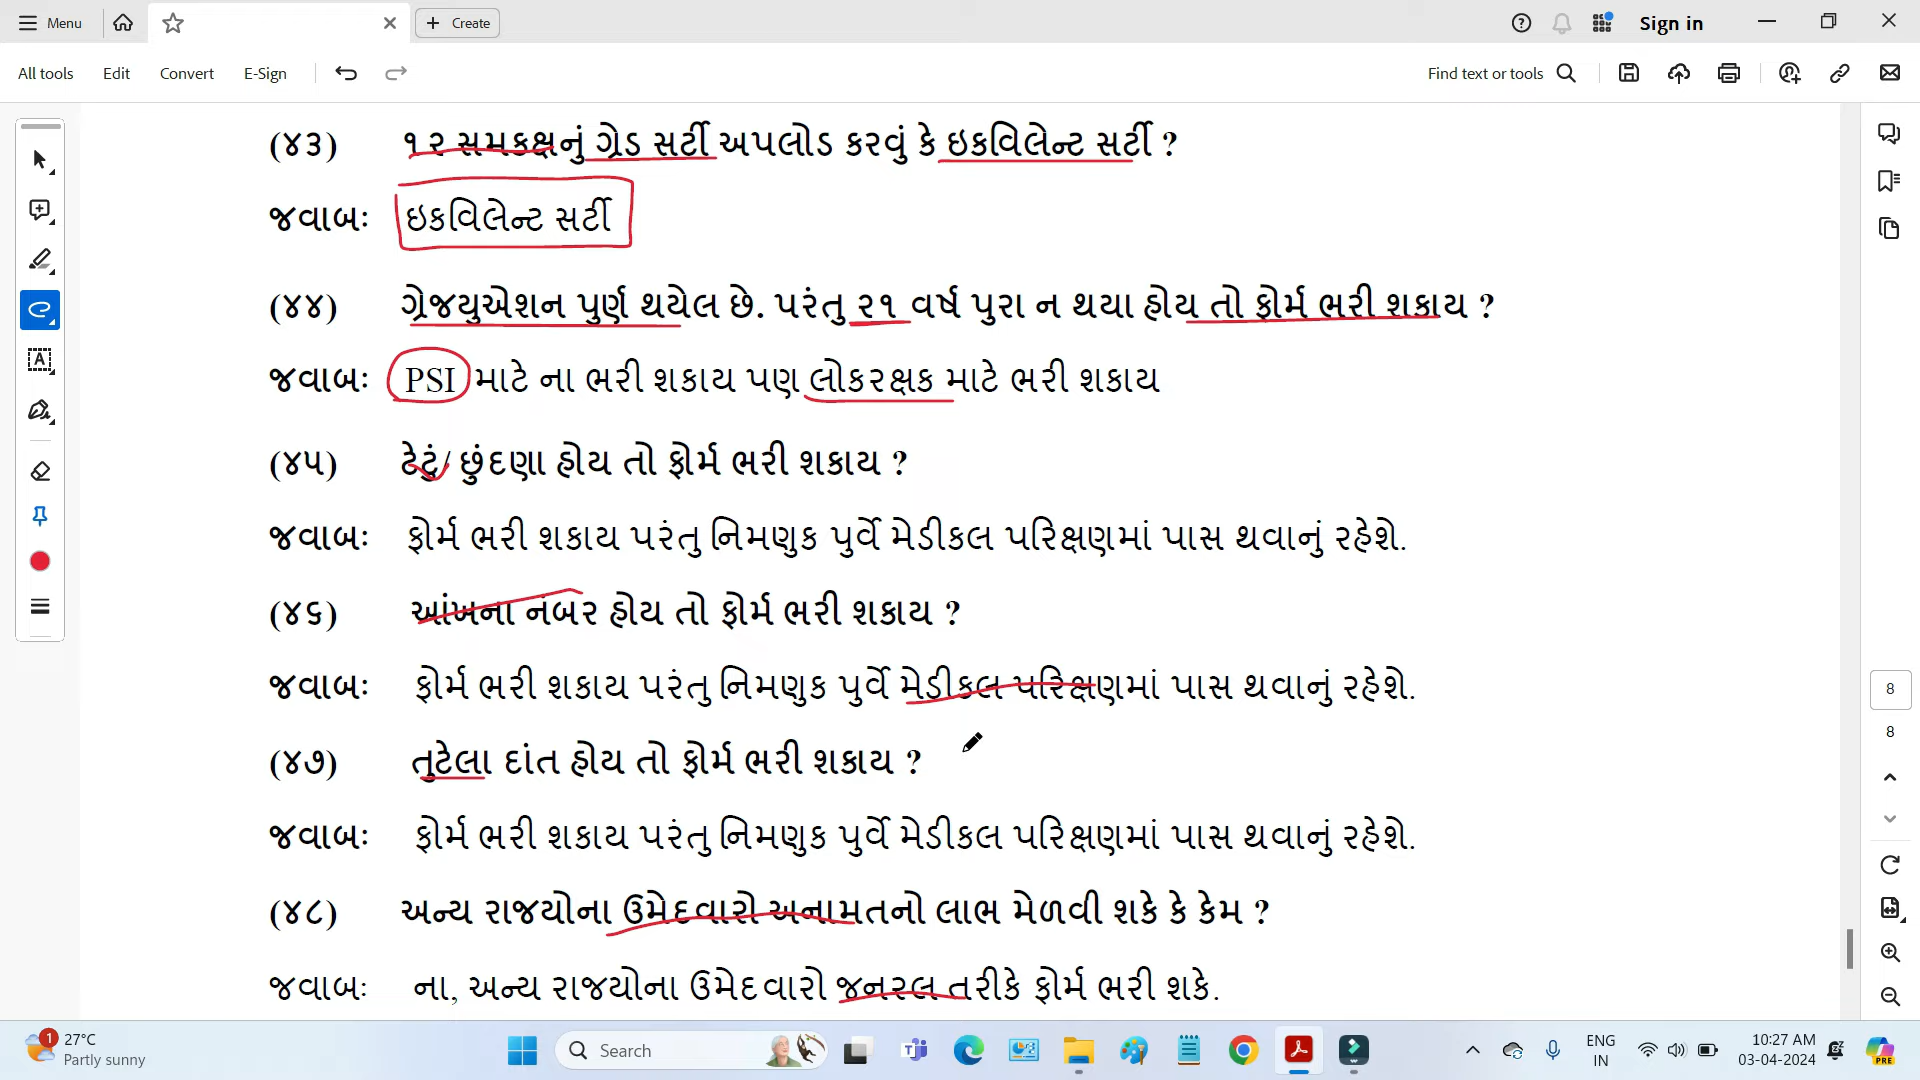 Menu
Create
Sign in
All tools
Edit
Convert
E-Sign
Find text or tools
(૪૩) ૧૨ સમકક્ષનું ગ્રેડ સર્ટી અપલોડ કરવું કે ઇકવિલેન્ટ સર્ટી ?
જવાબઃ ઇકવિલેન્ટ સર્ટી
(૪૪) ગ્રેજયુએશન પુર્ણ થયેલ છે. પરંતુ ૨૧ વર્ષ પુરા ન થયા હોય તો ફોર્મ ભરી શકાય ?
જવાબઃ PSI માટે ના ભરી શકાય પણ લોકરક્ષક માટે ભરી શકાય
(૪૫) ટેટું/ છુંદણા હોય તો ફોર્મ ભરી શકાય ?
જવાબઃ ફોર્મ ભરી શકાય પરંતુ નિમણુક પુર્વે મેડીકલ પરિક્ષણમાં પાસ થવાનું રહેશે.
(૪૬) આંખના નંબર હોય તો ફોર્મ ભરી શકાય ?
જવાબઃ ફોર્મ ભરી શકાય પરંતુ નિમણુક પુર્વે મેડીકલ પરિક્ષણમાં પાસ થવાનું રહેશે.
(૪૭) તુટેલા દાંત હોય તો ફોર્મ ભરી શકાય ?
જવાબઃ ફોર્મ ભરી શકાય પરંતુ નિમણુક પુર્વે મેડીકલ પરિક્ષણમાં પાસ થવાનું રહેશે.
(૪૮) અન્ય રાજયોના ઉમેદવારો અનામતનો લાભ મેળવી શકે કે કેમ ?
જવાબઃ ના, અન્ય રાજયોના ઉમેદવારો જનરલ તરીકે ફોર્મ ભરી શકે.
8
8
1
27°C
Partly sunny
Search
ENG
IN
10:27 AM
03-04-2024
PRE